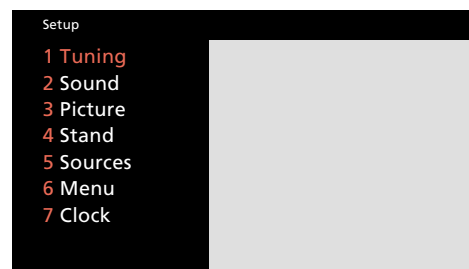 Setup
1 Tuning
2 Sound
3 Picture
4 Stand
5 Sources
6 Menu
7 Clock